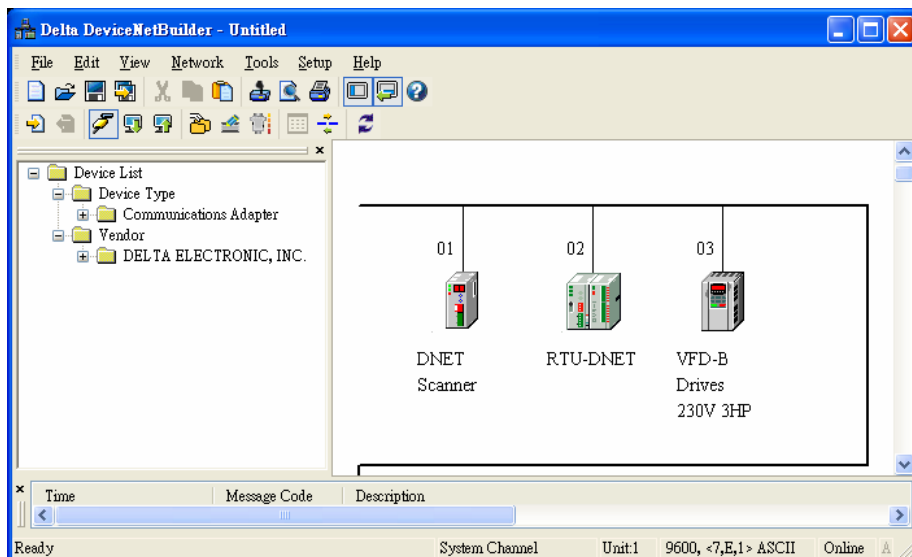 Delta DeviceNetBuilder - Untitled
File Edit View Network Tools Setup Help
Device List
Device Type
Communications Adapter
Vendor
DELTA ELECTRONIC, INC.
01 02 03
DNET Scanner
RTU-DNET
VFD-B Drives 230V 3HP
Time Message Code Description
Ready System Channel Unit:1 9600, <7,E,1> ASCII Online A